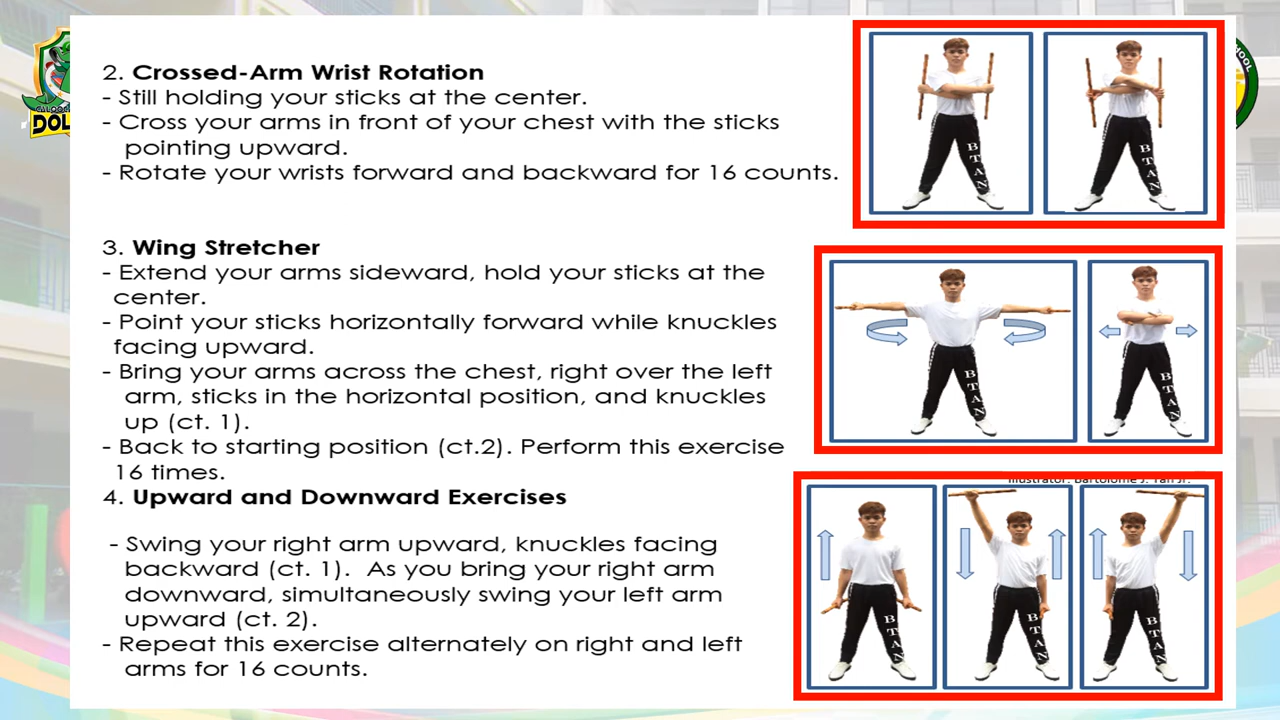 2. Crossed-Arm Wrist Rotation
- Still holding your sticks at the center.
- Cross your arms in front of your chest with the sticks
pointing upward.
- Rotate your wrists forward and backward for 16 counts.
3. Wing Stretcher
- Extend your arms sideward, hold your sticks at the
center.
- Point your sticks horizontally forward while knuckles
facing upward.
- Bring your arms across the chest, right over the left
arm, sticks in the horizontal position, and knuckles
up (ct. 1).
- Back to starting position (ct.2). Perform this exercise
16 times.
4. Upward and Downward Exercises
- Swing your right arm upward, knuckles facing
backward (ct. 1). As you bring your right arm
downward, simultaneously swing your left arm
upward (ct. 2).
- Repeat this exercise alternately on right and left
arms for 16 counts.
BTAN
BTAN
BTAN
BTAN
Illustrator: Bartolome J. Tan Jr.
BTAN
BTAN
BTAN